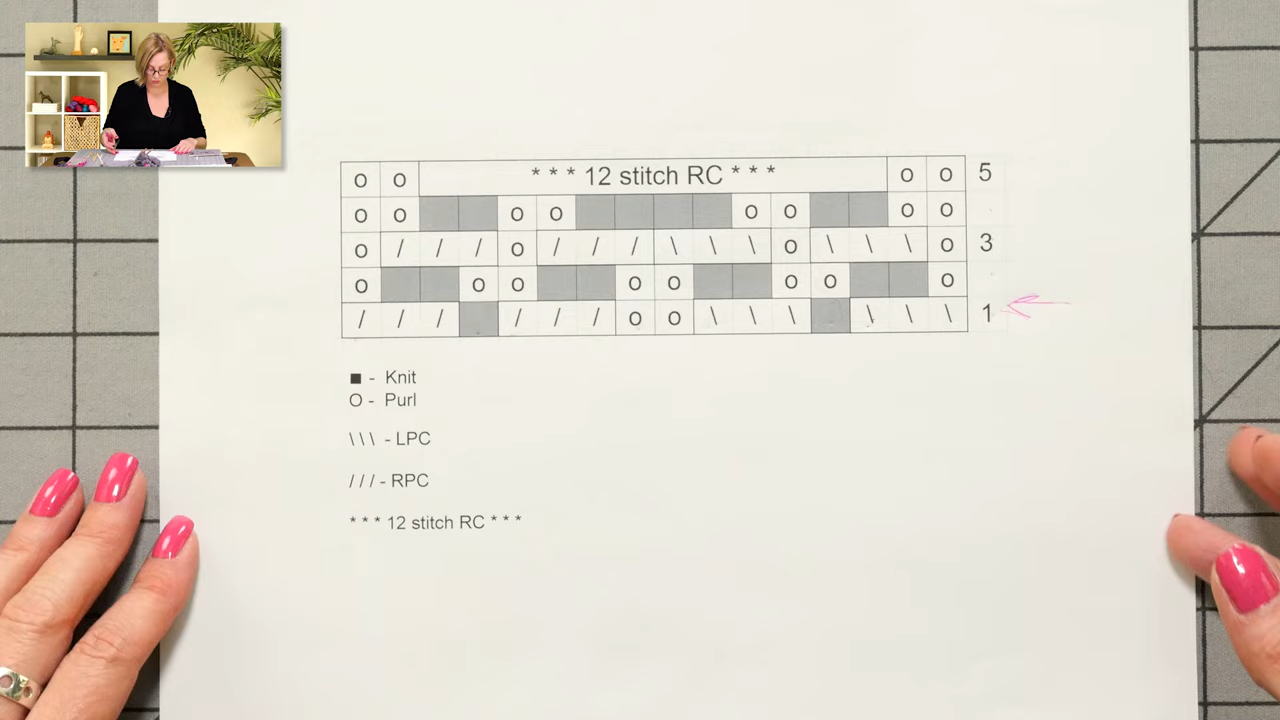 o o * * * 12 stitch RC * * * o o 5
o o o o o o o o
o / / / o / / / \ \ \ o \ \ \ o 3
o o o o o o o o
/ / / / / / o o \ \ \ \ \ \ 1
■ - Knit
O - Purl
\ \ \ - LPC
/ / / - RPC
* * * 12 stitch RC * * *